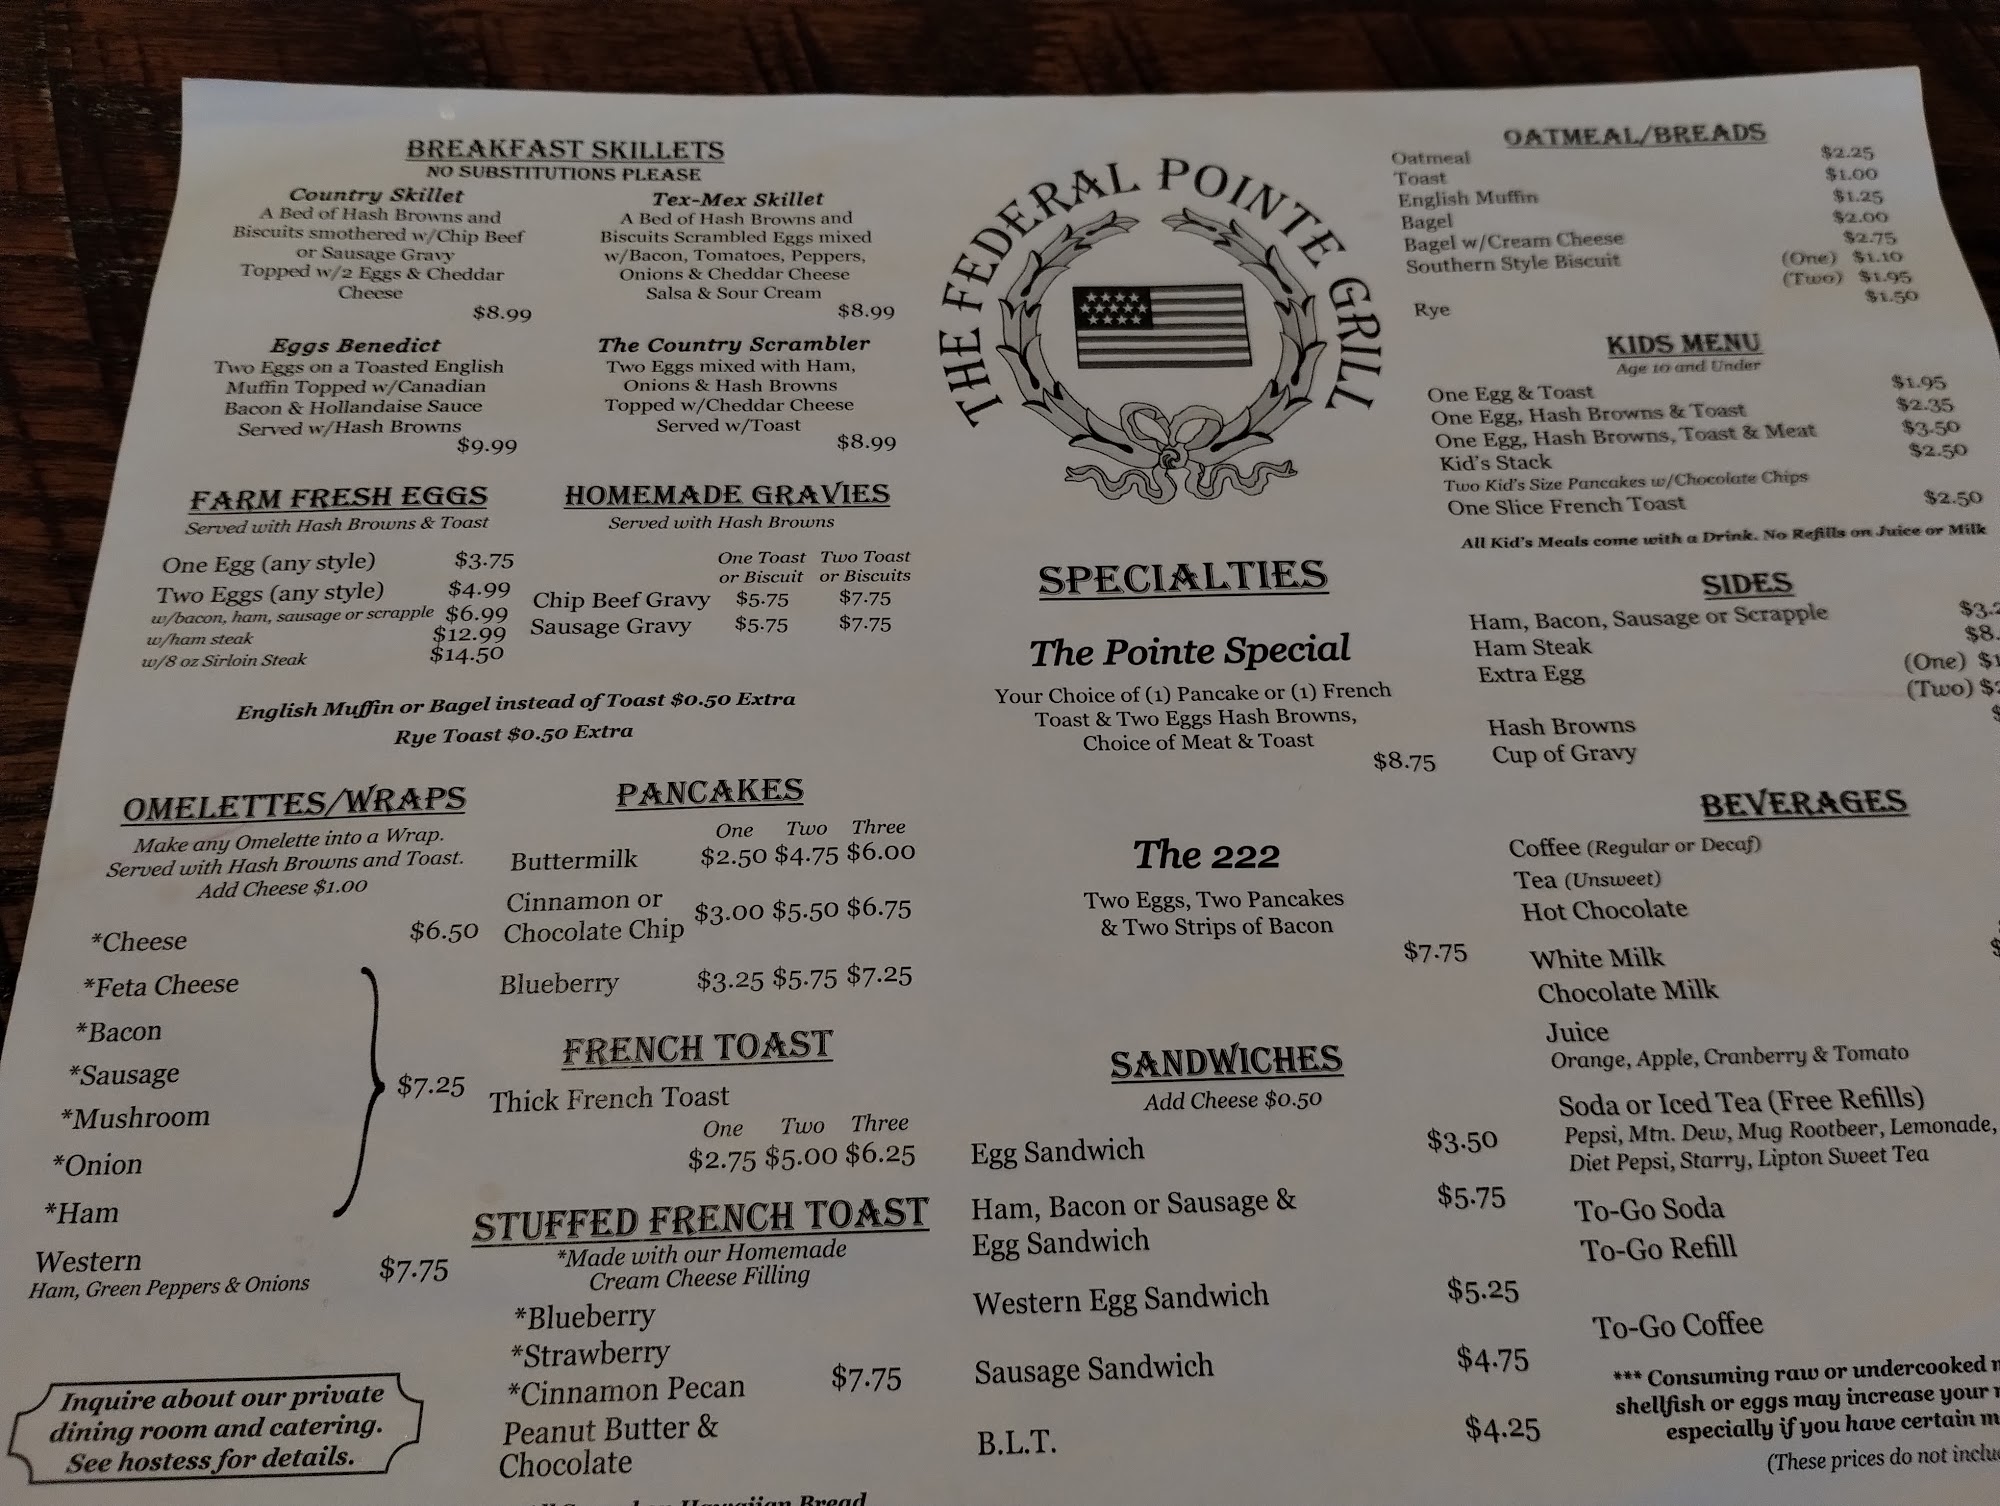 BREAKFAST SKILLETS
NO SUBSTITUTIONS PLEASE
Country Skillet
A Bed of Hash Browns and
Biscuits smothered w/Chip Beef
or Sausage Gravy
Topped w/2 Eggs & Cheddar
Cheese
$8.99
Tex-Mex Skillet
A Bed of Hash Browns and
Biscuits Scrambled Eggs mixed
w/Bacon, Tomatoes, Peppers,
Onions & Cheddar Cheese
Salsa & Sour Cream
$8.99
Eggs Benedict
Two Eggs on a Toasted English
Muffin Topped w/Canadian
Bacon & Hollandaise Sauce
Served w/Hash Browns
$9.99
The Country Scrambler
Two Eggs mixed with Ham,
Onions & Hash Browns
Topped w/Cheddar Cheese
Served w/Toast
$8.99
FARM FRESH EGGS
Served with Hash Browns & Toast
One Egg (any style) $3.75
Two Eggs (any style) $4.99
w/bacon, ham, sausage or scrapple $6.99
w/ham steak $12.99
w/8 oz Sirloin Steak $14.50
HOMEMADE GRAVIES
Served with Hash Browns
One Toast Two Toast
or Biscuit or Biscuits
Chip Beef Gravy $5.75 $7.75
Sausage Gravy $5.75 $7.75
English Muffin or Bagel instead of Toast $0.50 Extra
Rye Toast $0.50 Extra
OMELETTES/WRAPS
Make any Omelette into a Wrap.
Served with Hash Browns and Toast.
Add Cheese $1.00
*Cheese $6.50
*Feta Cheese
*Bacon
*Sausage
*Mushroom
*Onion
*Ham
$7.25
Western $7.75
Ham, Green Peppers & Onions
Inquire about our private
dining room and catering.
See hostess for details.
PANCAKES
One Two Three
Buttermilk $2.50 $4.75 $6.00
Cinnamon or
Chocolate Chip $3.00 $5.50 $6.75
Blueberry $3.25 $5.75 $7.25
FRENCH TOAST
Thick French Toast
One Two Three
$2.75 $5.00 $6.25
STUFFED FRENCH TOAST
*Made with our Homemade
Cream Cheese Filling
*Blueberry
*Strawberry
*Cinnamon Pecan $7.75
Peanut Butter &
Chocolate
Hawaiian Bread
THE FEDERAL POINTE GRILL
SPECIALTIES
The Pointe Special
Your Choice of (1) Pancake or (1) French
Toast & Two Eggs Hash Browns,
Choice of Meat & Toast
$8.75
The 222
Two Eggs, Two Pancakes
& Two Strips of Bacon
$7.75
SANDWICHES
Add Cheese $0.50
Egg Sandwich $3.50
Ham, Bacon or Sausage & $5.75
Egg Sandwich
Western Egg Sandwich $5.25
Sausage Sandwich $4.75
B.L.T. $4.25
OATMEAL/BREADS
Oatmeal $2.25
Toast $1.00
English Muffin $1.25
Bagel $2.00
Bagel w/Cream Cheese $2.75
Southern Style Biscuit (One) $1.10
(Two) $1.95
Rye $1.50
KIDS MENU
Age 10 and Under
One Egg & Toast $1.95
One Egg, Hash Browns & Toast $2.35
One Egg, Hash Browns, Toast & Meat $3.50
Kid's Stack $2.50
Two Kid's Size Pancakes w/Chocolate Chips
One Slice French Toast $2.50
All Kid's Meals come with a Drink. No Refills on Juice or Milk
SIDES
Ham, Bacon, Sausage or Scrapple $3.
Ham Steak $8.
Extra Egg (One) $1
(Two) $
Hash Browns
Cup of Gravy
BEVERAGES
Coffee (Regular or Decaf)
Tea (Unsweet)
Hot Chocolate
White Milk
Chocolate Milk
Juice
Orange, Apple, Cranberry & Tomato
Soda or Iced Tea (Free Refills)
Pepsi, Mtn. Dew, Mug Rootbeer, Lemonade,
Diet Pepsi, Starry, Lipton Sweet Tea
To-Go Soda
To-Go Refill
To-Go Coffee
*** Consuming raw or undercooked
shellfish or eggs may increase your
especially if you have certain
(These prices do not